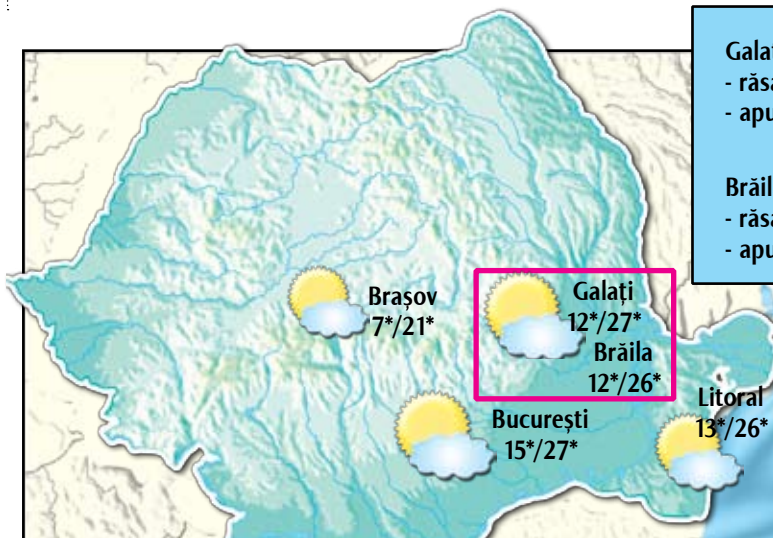 Brașov
7*/21*
Galați
12*/27*
Brăila
12*/26*
București
15*/27*
Litoral
13*/26*
-
-
-
-